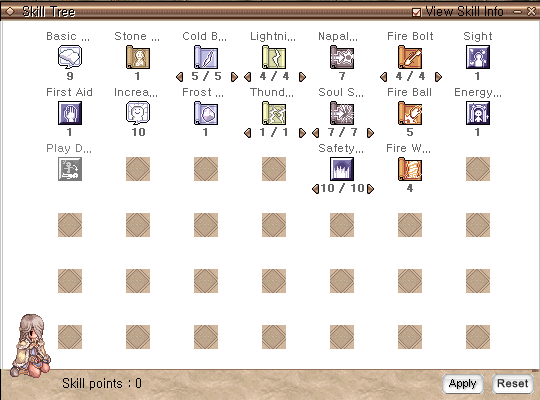 Skill Tree
View Skill Info
Basic ... Stone ... Cold B... Lightni... Napal... Fire Bolt Sight
9 1 5 / 5 4 / 4 7 4 / 4 1
First Aid Increa... Frost ... Thund... Soul S... Fire Ball Energy...
1 10 1 1 / 1 7 / 7 5 1
Play D... Safety... Fire W...
10 / 10 4
Skill points : 0
Apply Reset